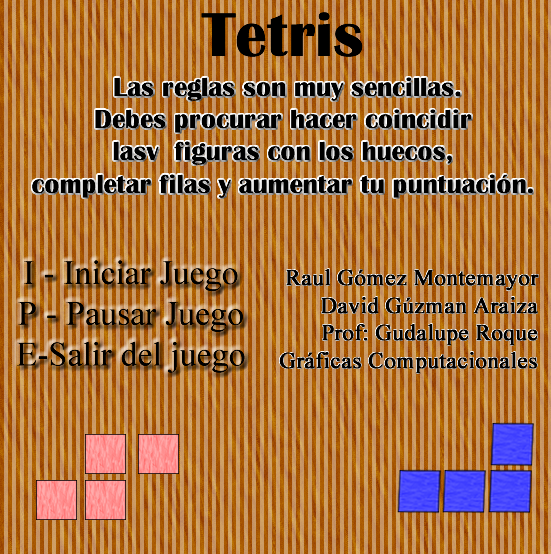 Tetris
Las reglas son muy sencillas.
Debes procurar hacer coincidir
lasv figuras con los huecos,
completar filas y aumentar tu puntuación.
I - Iniciar Juego
P - Pausar Juego
E-Salir del juego
Raul Gómez Montemayor
David Gúzman Araiza
Prof: Gudalupe Roque
Gráficas Computacionales